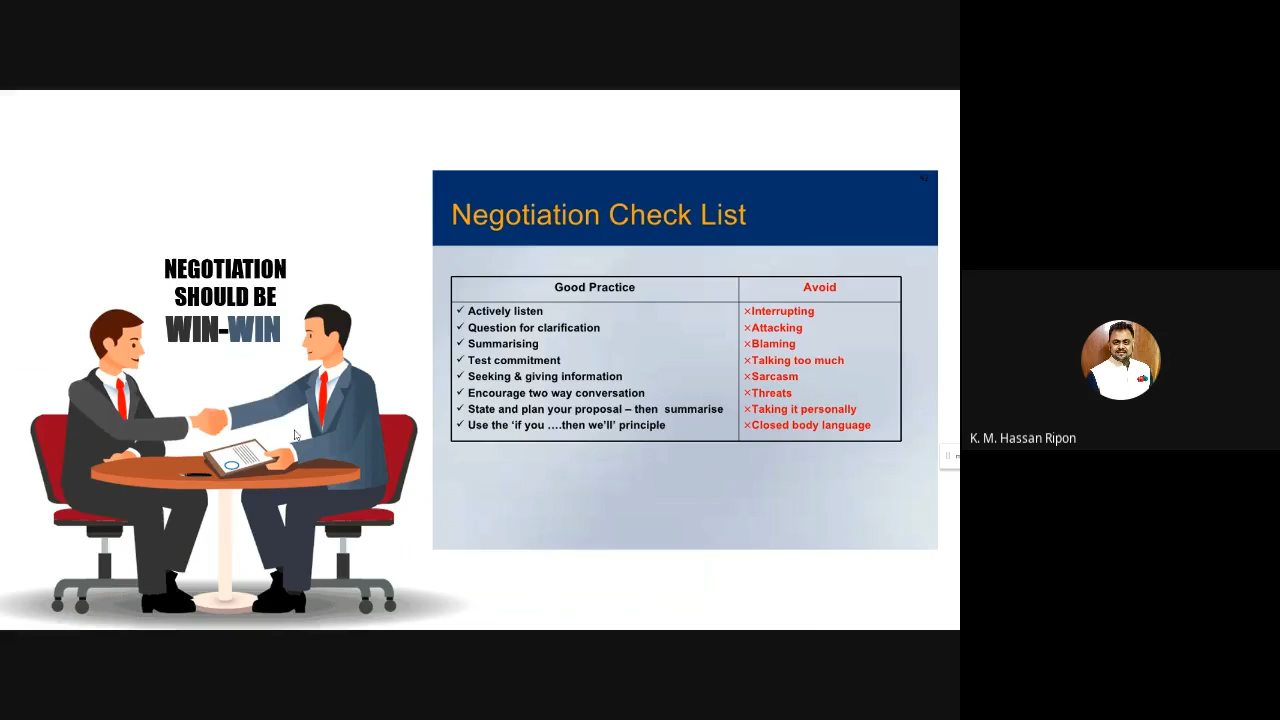 NEGOTIATION
SHOULD BE
WIN-WIN
Negotiation Check List
Good Practice
Avoid
✓ Actively listen
✓ Question for clarification
✓ Summarising
✓ Test commitment
✓ Seeking & giving information
✓ Encourage two way conversation
✓ State and plan your proposal – then summarise
✓ Use the ‘if you ….then we’ll’ principle
×Interrupting
×Attacking
×Blaming
×Talking too much
×Sarcasm
×Threats
×Taking it personally
×Closed body language
K. M. Hassan Ripon